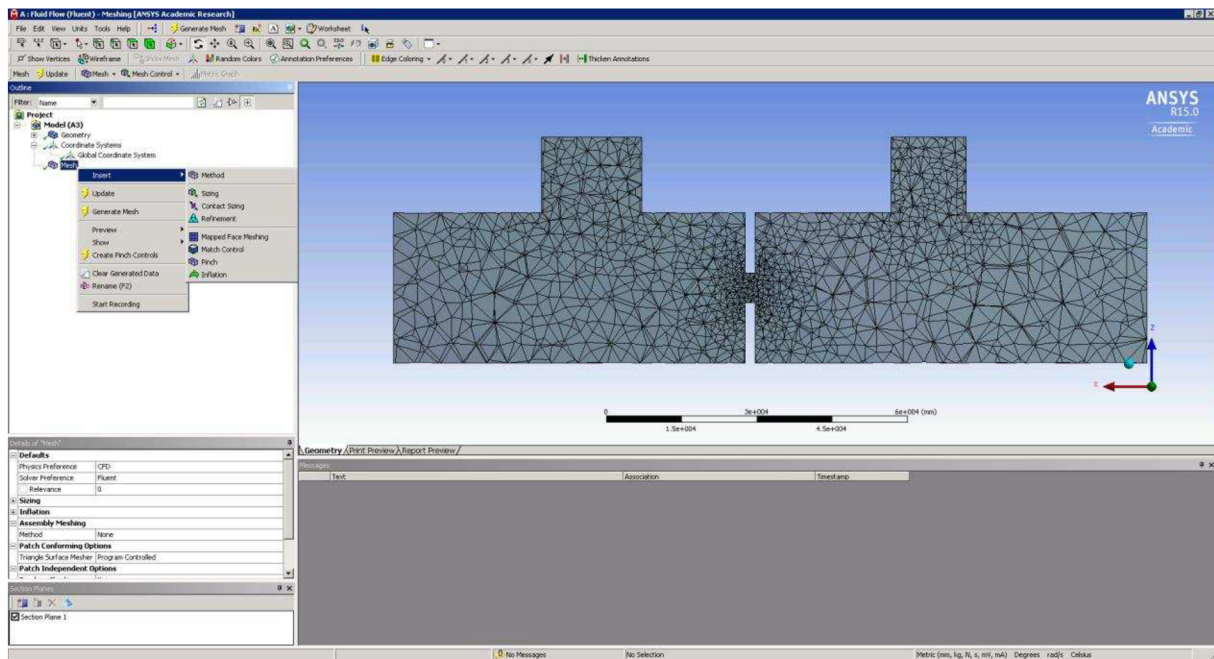 A : Fluid Flow (Fluent) - Meshing [ANSYS Academic Research]
File Edit View Units Tools Help Generate Mesh Worksheet
Show Vertices Wireframe Show Mesh Random Colors Annotation Preferences Edge Coloring Thicken Annotations
Mesh Update Mesh Mesh Control Metric Graph
Outline
Filter: Name
Project
Model (A3)
Geometry
Coordinate Systems
Global Coordinate System
Mesh
Insert
Update
Generate Mesh
Preview
Show
Create Pinch Controls
Clear Generated Data
Rename (F2)
Start Recording
Method
Sizing
Contact Sizing
Refinement
Mapped Face Meshing
Match Control
Pinch
Inflation
ANSYS
R15.0
Academic
Z
X
0 3e+004 6e+004 (mm)
1.5e+004 4.5e+004
Geometry Print Preview Report Preview
Details of "Mesh"
Defaults
Physics Preference CFD
Solver Preference Fluent
Relevance 0
Sizing
Inflation
Assembly Meshing
Method None
Patch Conforming Options
Triangle Surface Mesher Program Controlled
Patch Independent Options
Section Planes
Section Plane 1
Messages
Text Association Timestamp
No Messages No Selection Metric (mm, kg, N, s, mV, mA) Degrees rad/s Celsius